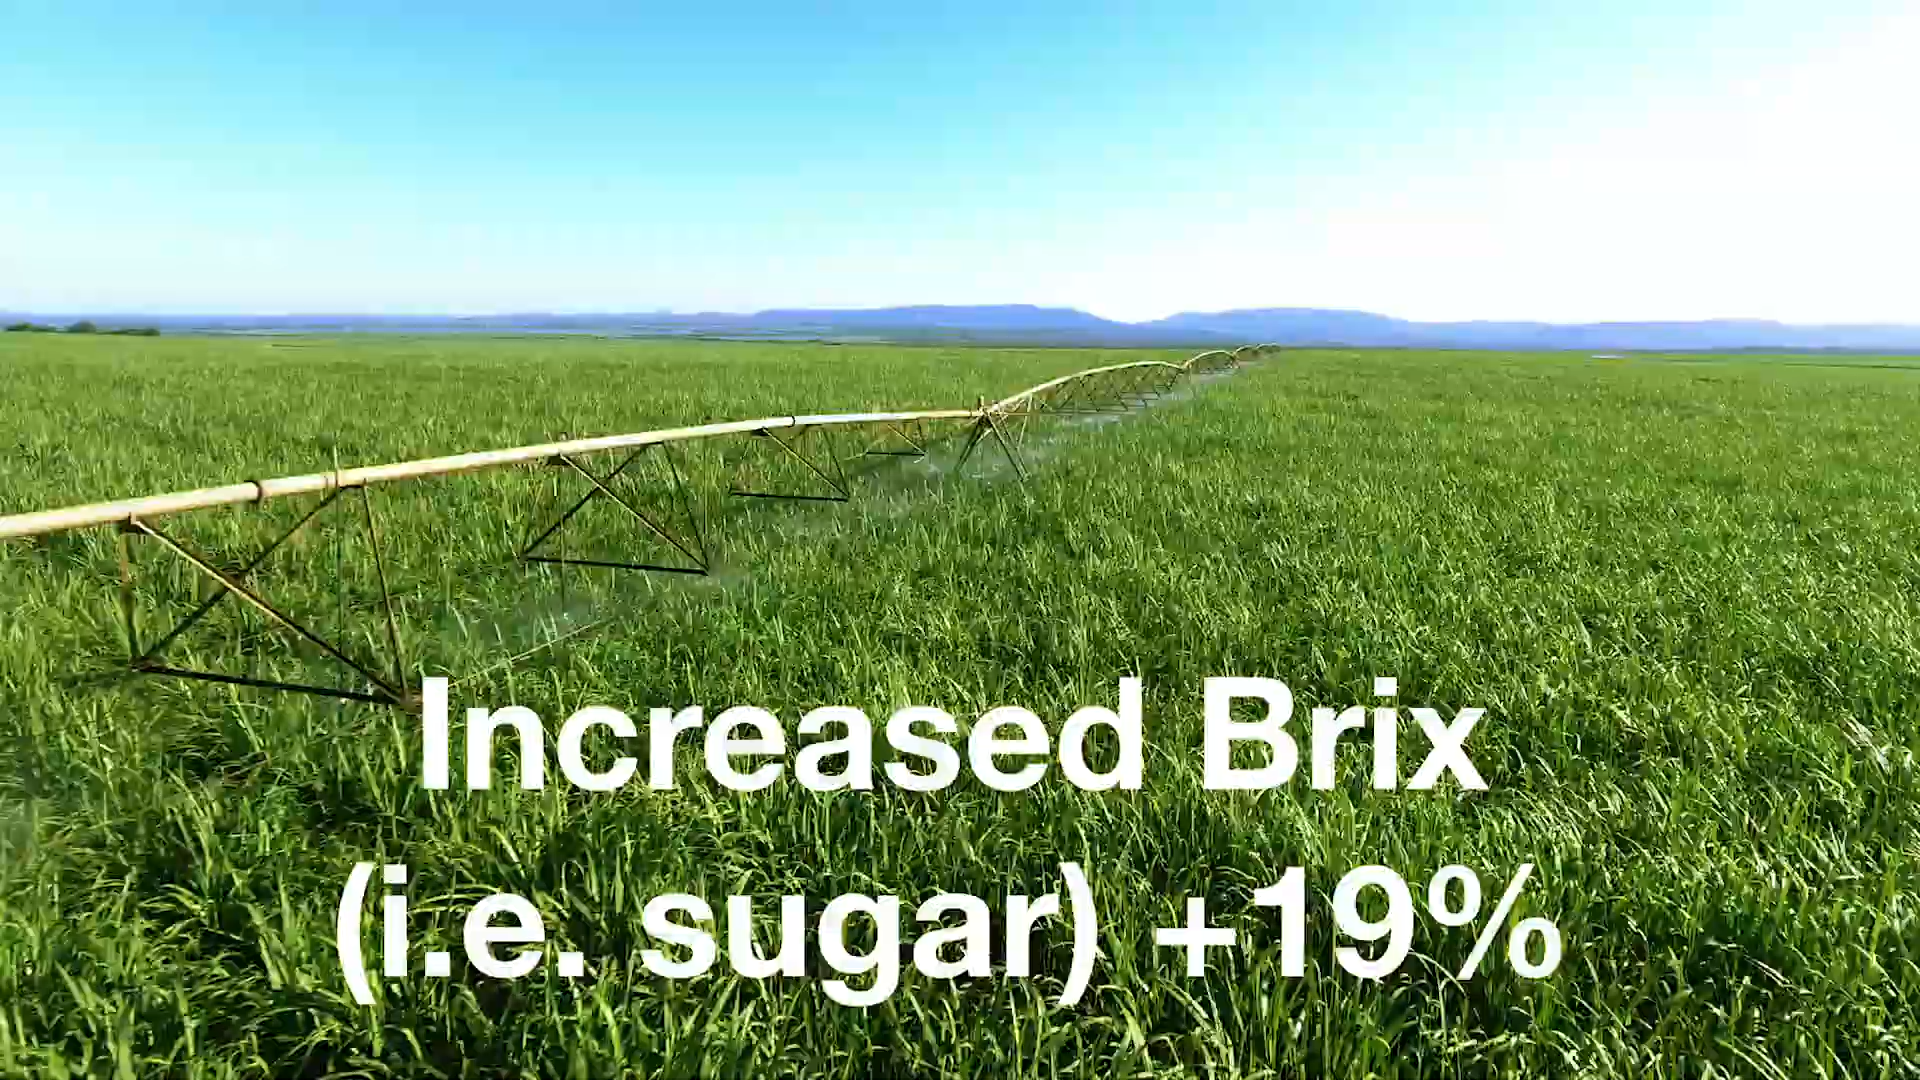 Increased Brix
(i.e. sugar) +19%